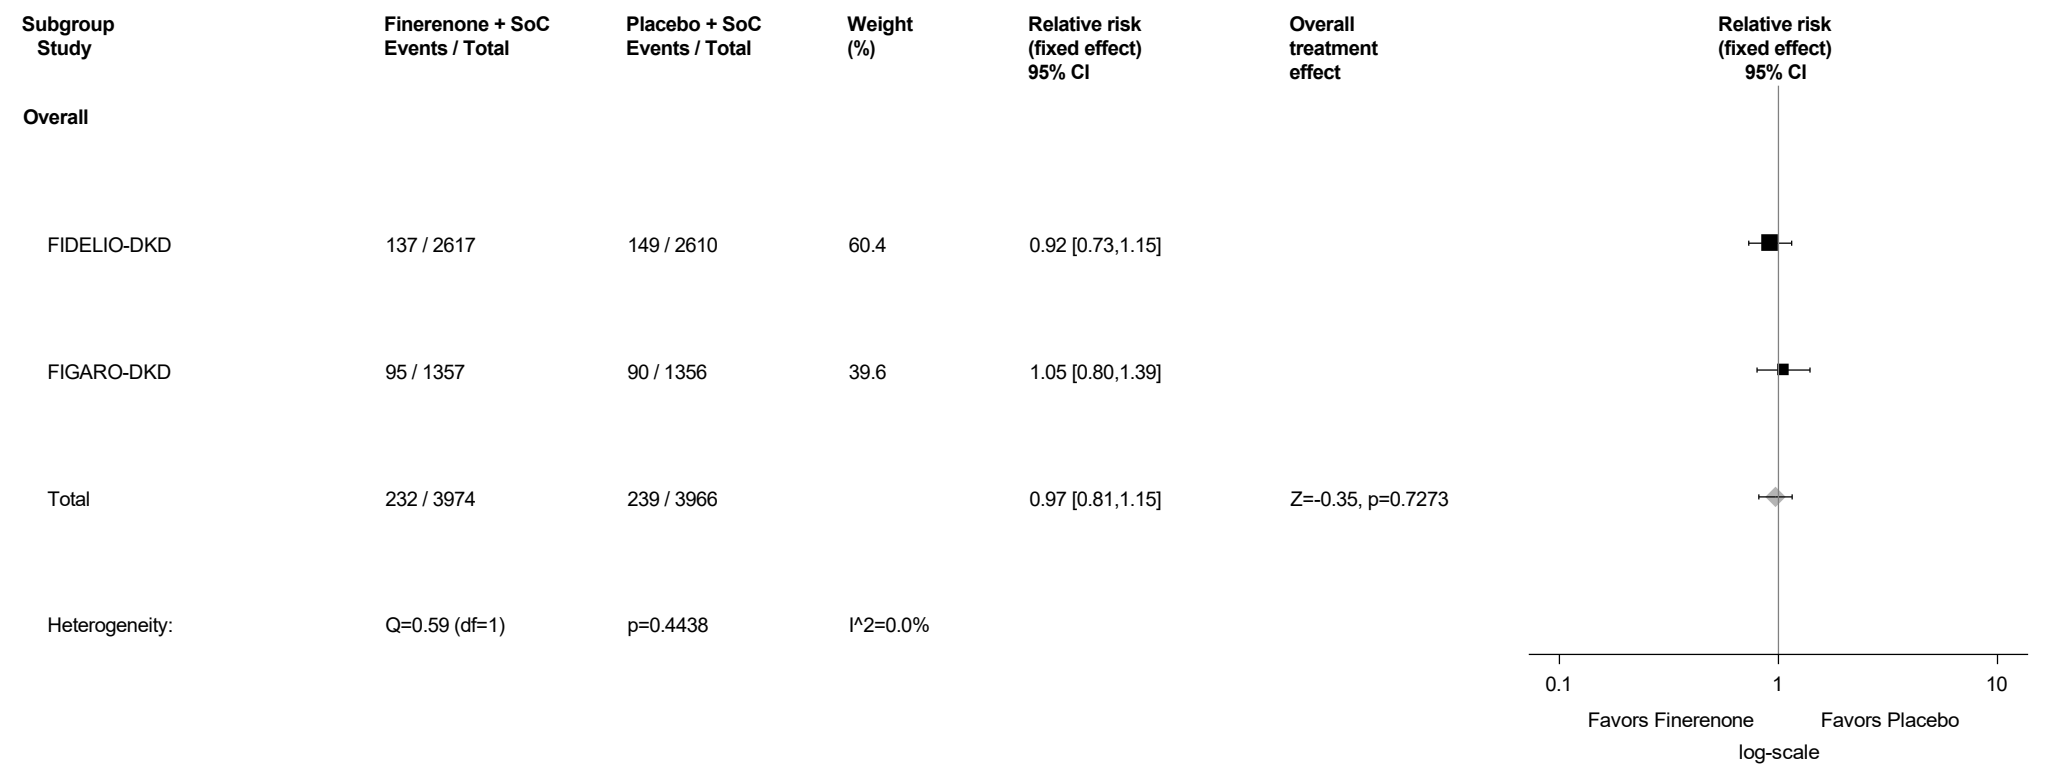 Subgroup Finerenone + SoC Placebo + SoC Weight Relative risk Overall Relative risk
Study Events / Total Events / Total (%) (fixed effect) treatment (fixed effect)
95% CI effect 95% CI
Overall
FIDELIO-DKD 137 / 2617 149 / 2610 60.4 0.92 [0.73,1.15]
FIGARO-DKD 95 / 1357 90 / 1356 39.6 1.05 [0.80,1.39]
Total 232 / 3974 239 / 3966 0.97 [0.81,1.15] Z=-0.35, p=0.7273
Heterogeneity: Q=0.59 (df=1) p=0.4438 I^2=0.0%
0.1 1 10
Favors Finerenone Favors Placebo
log-scale